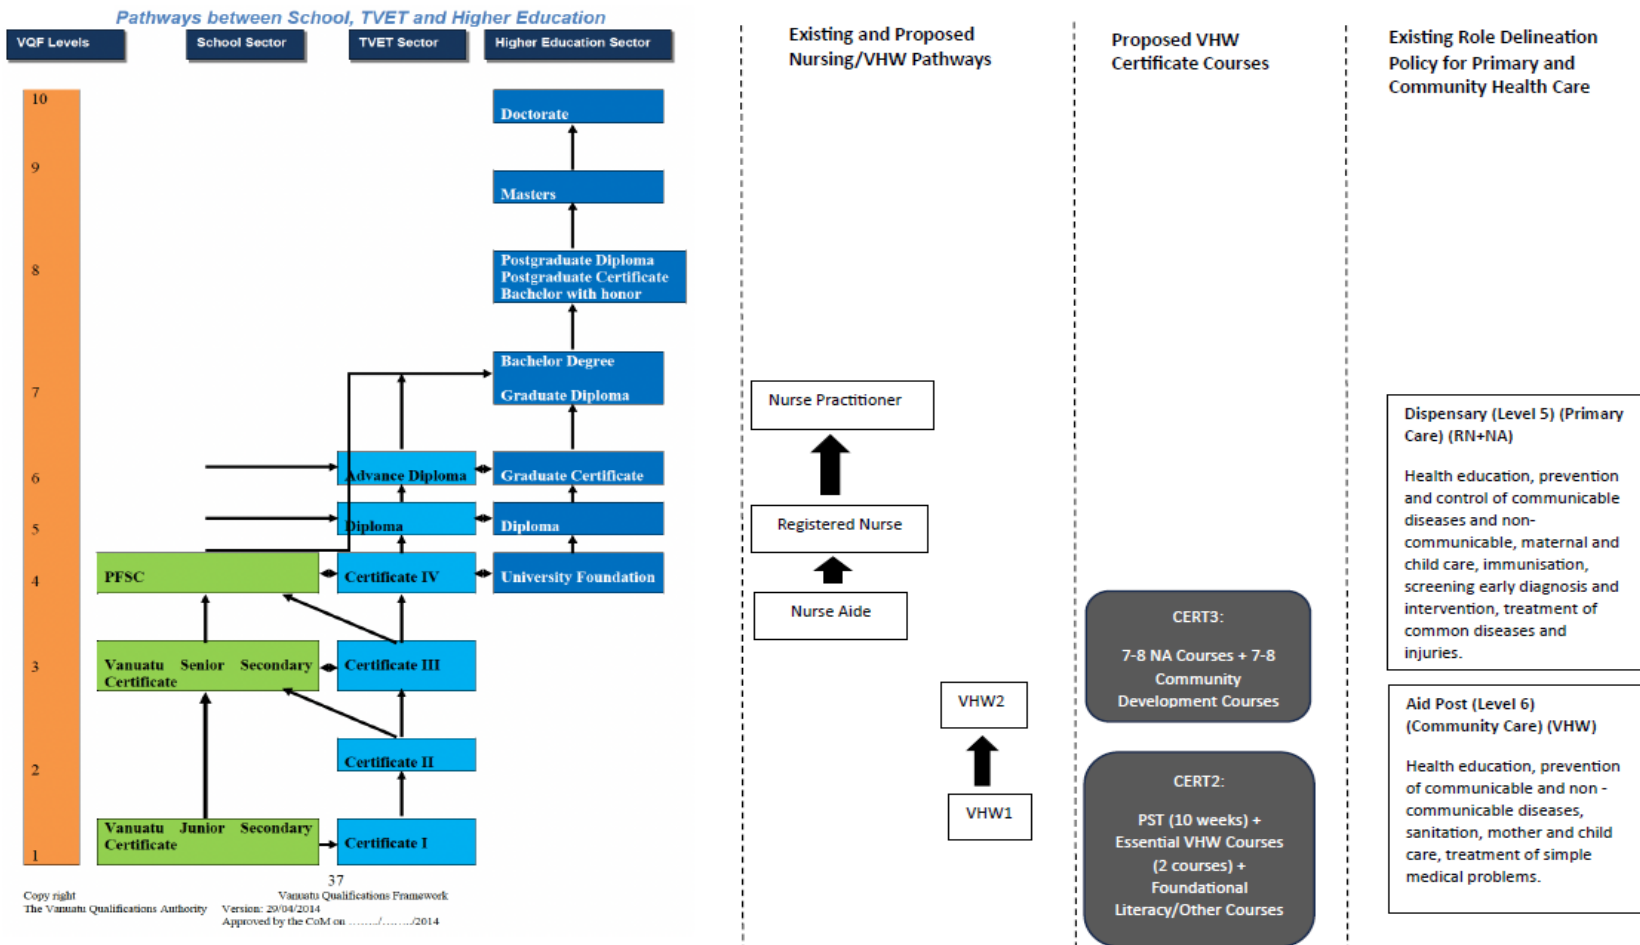 Pathways between School, TVET and Higher Education
VQF Levels
School Sector
TVET Sector
Higher Education Sector
10
9
8
7
6
5
4
3
2
1
Doctorate
Masters
Postgraduate Diploma
Postgraduate Certificate
Bachelor with honor
Bachelor Degree
Graduate Diploma
Advance Diploma
Graduate Certificate
Diploma
Diploma
PFSC
Certificate IV
University Foundation
Vanuatu Senior Secondary
Certificate
Certificate III
Certificate II
Vanuatu Junior Secondary
Certificate
Certificate I
37
Copy right
Vanuatu Qualifications Framework
The Vanuatu Qualifications Authority
Version: 29/04/2014
Approved by the CoM on ......../......../2014
Existing and Proposed
Nursing/VHW Pathways
Nurse Practitioner
Registered Nurse
Nurse Aide
VHW2
VHW1
Proposed VHW
Certificate Courses
CERT3:
7-8 NA Courses + 7-8
Community
Development Courses
CERT2:
PST (10 weeks) +
Essential VHW Courses
(2 courses) +
Foundational
Literacy/Other Courses
Existing Role Delineation
Policy for Primary and
Community Health Care
Dispensary (Level 5) (Primary
Care) (RN+NA)
Health education, prevention
and control of communicable
diseases and non-
communicable, maternal and
child care, immunisation,
screening early diagnosis and
intervention, treatment of
common diseases and
injuries.
Aid Post (Level 6)
(Community Care) (VHW)
Health education, prevention
of communicable and non -
communicable diseases,
sanitation, mother and child
care, treatment of simple
medical problems.